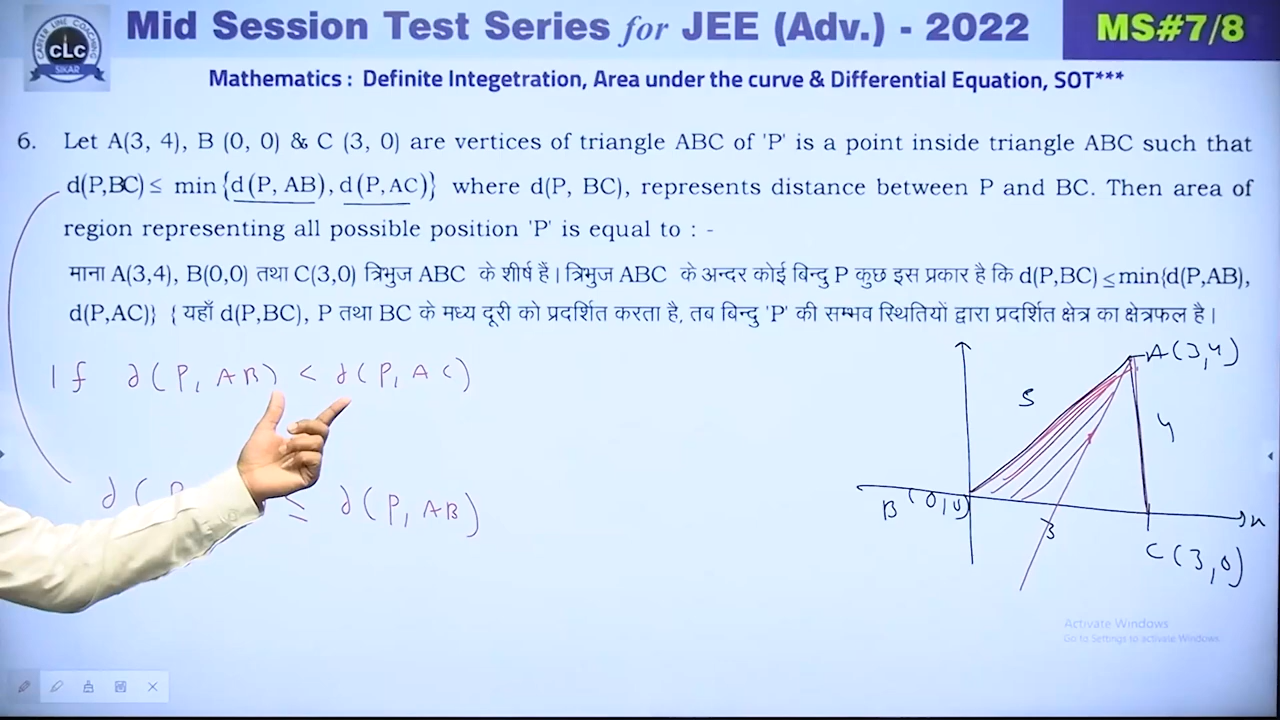 Mid Session Test Series for JEE (Adv.) - 2022
MS#7/8
CAREER LINE COACHING
CLC
SIKAR
Mathematics : Definite Integetration, Area under the curve & Differential Equation, SOT***
6. Let A(3, 4), B (0, 0) & C (3, 0) are vertices of triangle ABC of 'P' is a point inside triangle ABC such that
d(P,BC) ≤ min {d(P, AB), d(P,AC)} where d(P, BC), represents distance between P and BC. Then area of
region representing all possible position 'P' is equal to : -
माना A(3,4), B(0,0) तथा C(3,0) त्रिभुज ABC के शीर्ष हैं। त्रिभुज ABC के अन्दर कोई बिन्दु P कुछ इस प्रकार है कि d(P,BC) ≤min{d(P,AB),
d(P,AC)} { यहाँ d(P,BC), P तथा BC के मध्य दूरी को प्रदर्शित करता है, तब बिन्दु 'P' की सम्भव स्थितियों द्वारा प्रदर्शित क्षेत्र का क्षेत्रफल है।
If d(P, AB) < d(P, AC)
A(3,4)
5
4
d(P ≤ d(P, AB)
B (0,0)
3
x
C(3,0)
Activate Windows
Go to Settings to activate Windows.